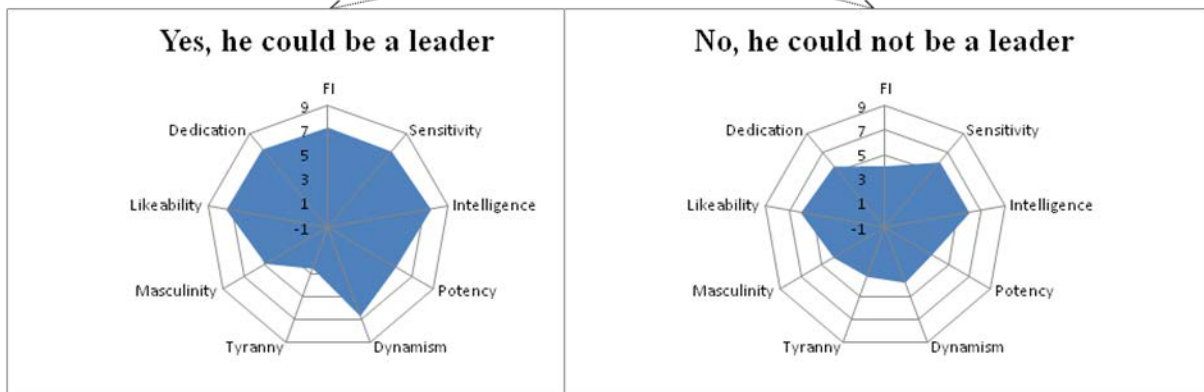 Yes, he could be a leader
FI
9
7
5
3
1
-1
Sensitivity
Intelligence
Potency
Dynamism
Tyranny
Masculinity
Likeability
Dedication
No, he could not be a leader
FI
9
7
5
3
1
-1
Sensitivity
Intelligence
Potency
Dynamism
Tyranny
Masculinity
Likeability
Dedication